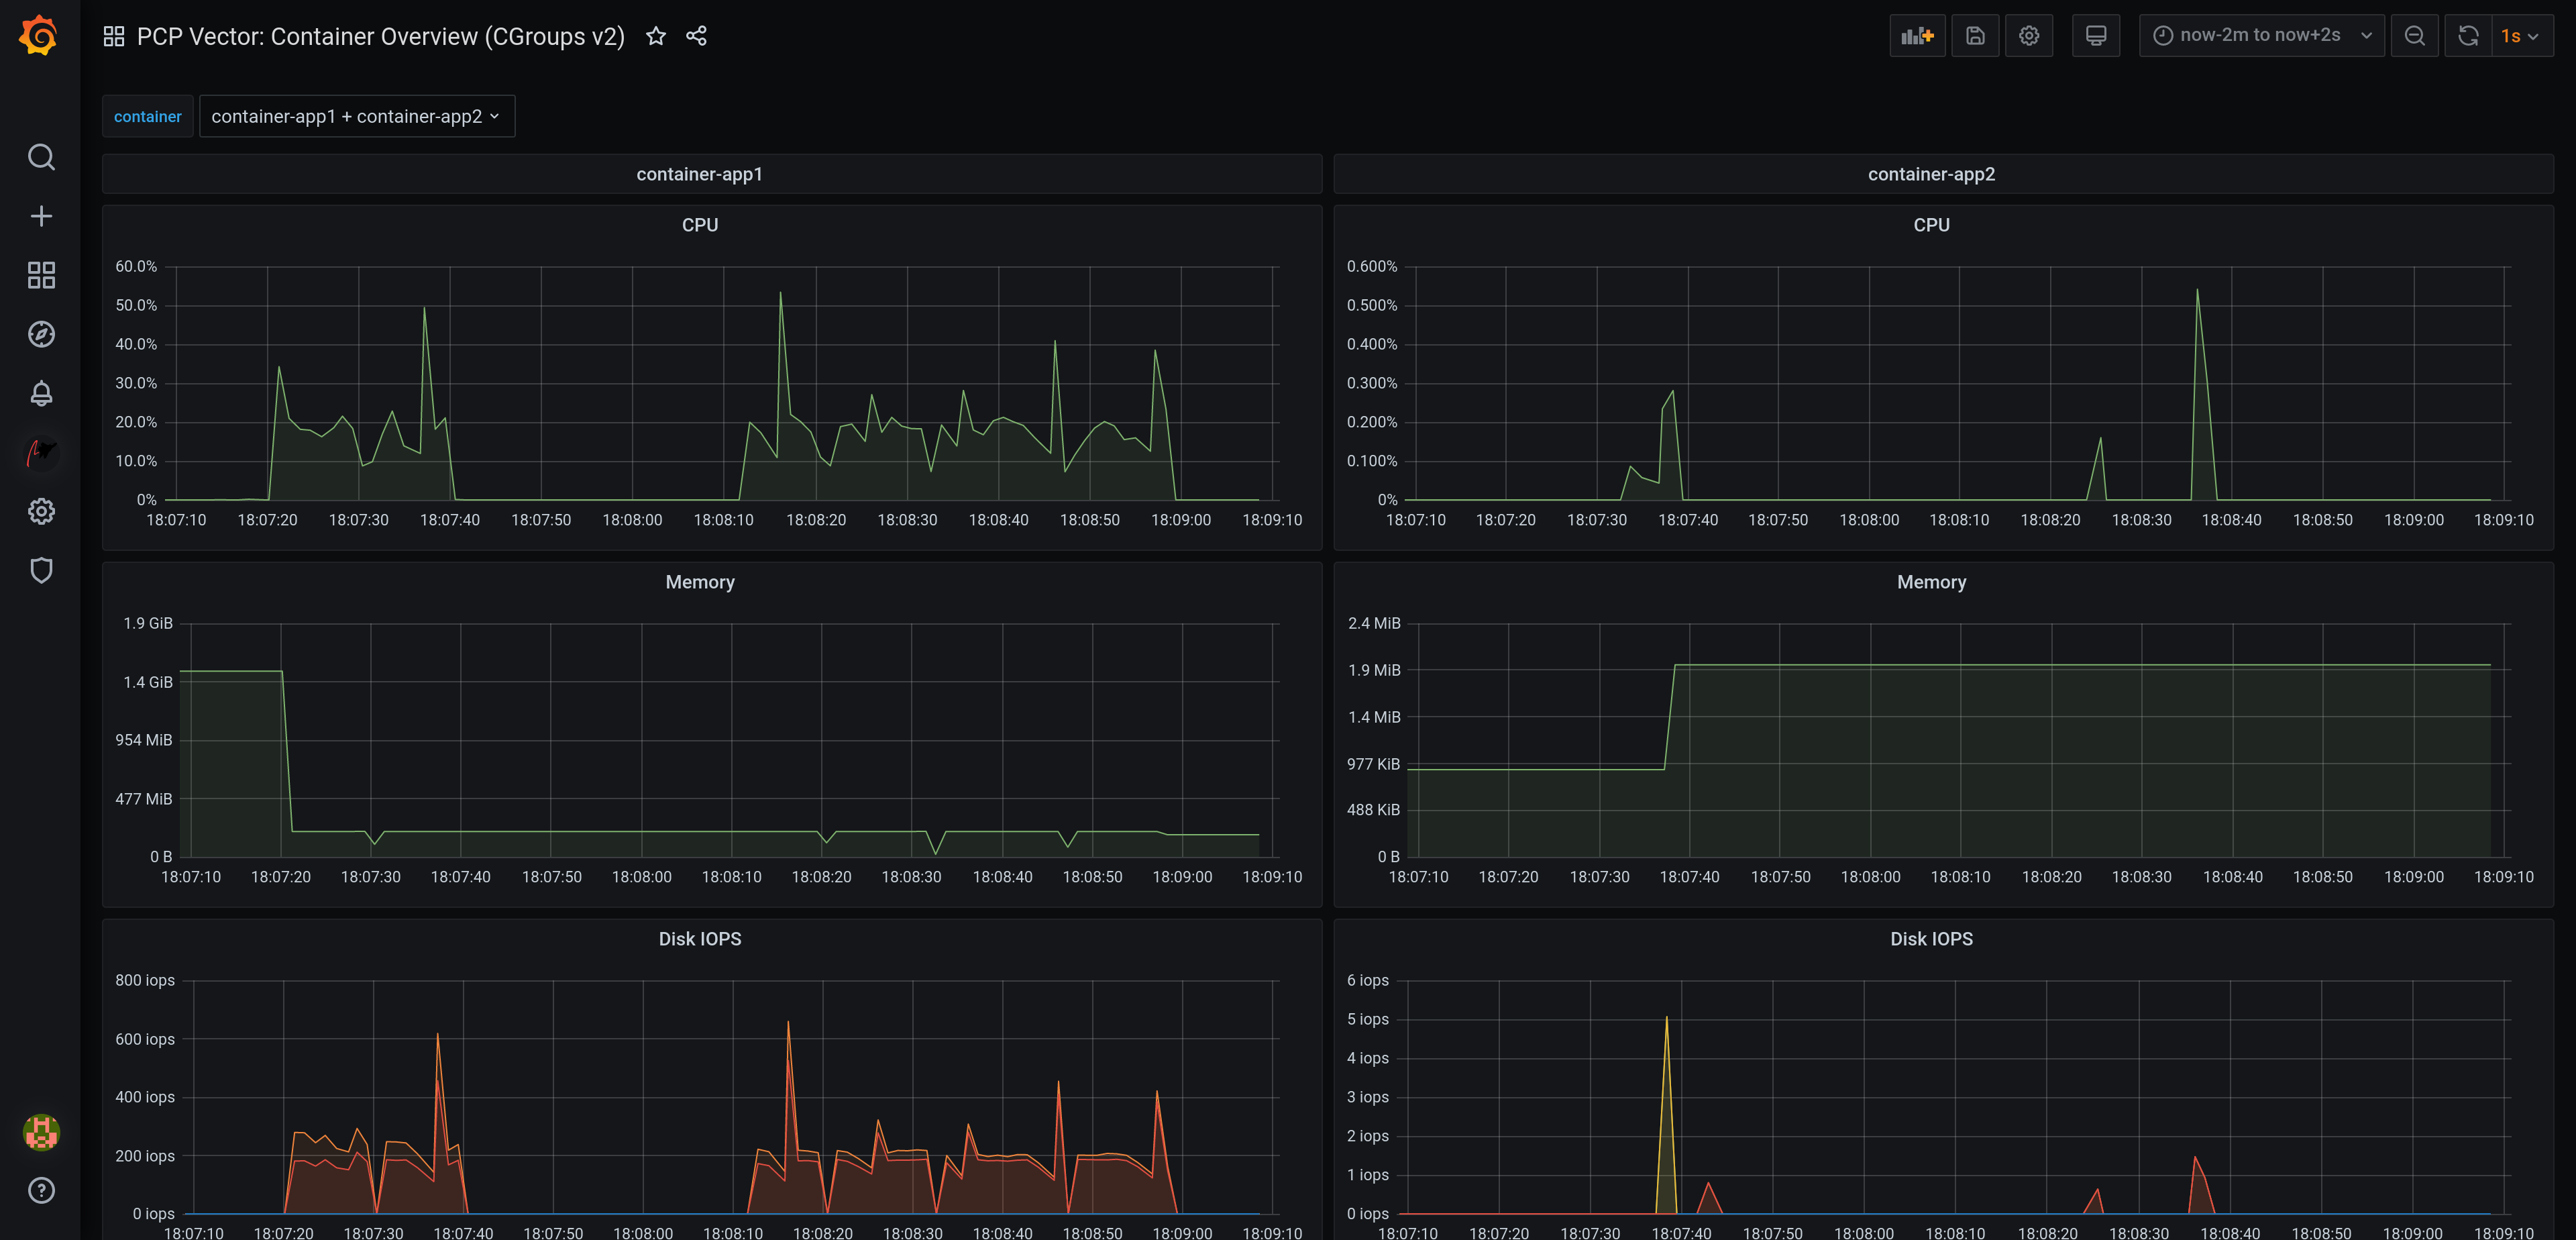 PCP Vector: Container Overview (CGroups v2)
now-2m to now+2s
1s
container
container-app1 + container-app2
container-app1
CPU
60.0%
50.0%
40.0%
30.0%
20.0%
10.0%
0%
18:07:10 18:07:20 18:07:30 18:07:40 18:07:50 18:08:00 18:08:10 18:08:20 18:08:30 18:08:40 18:08:50 18:09:00 18:09:10
Memory
1.9 GiB
1.4 GiB
954 MiB
477 MiB
0 B
18:07:10 18:07:20 18:07:30 18:07:40 18:07:50 18:08:00 18:08:10 18:08:20 18:08:30 18:08:40 18:08:50 18:09:00 18:09:10
Disk IOPS
800 iops
600 iops
400 iops
200 iops
0 iops
18:07:10 18:07:20 18:07:30 18:07:40 18:07:50 18:08:00 18:08:10 18:08:20 18:08:30 18:08:40 18:08:50 18:09:00 18:09:10
container-app2
CPU
0.600%
0.500%
0.400%
0.300%
0.200%
0.100%
0%
18:07:10 18:07:20 18:07:30 18:07:40 18:07:50 18:08:00 18:08:10 18:08:20 18:08:30 18:08:40 18:08:50 18:09:00 18:09:10
Memory
2.4 MiB
1.9 MiB
1.4 MiB
977 KiB
488 KiB
0 B
18:07:10 18:07:20 18:07:30 18:07:40 18:07:50 18:08:00 18:08:10 18:08:20 18:08:30 18:08:40 18:08:50 18:09:00 18:09:10
Disk IOPS
6 iops
5 iops
4 iops
3 iops
2 iops
1 iops
0 iops
18:07:10 18:07:20 18:07:30 18:07:40 18:07:50 18:08:00 18:08:10 18:08:20 18:08:30 18:08:40 18:08:50 18:09:00 18:09:10